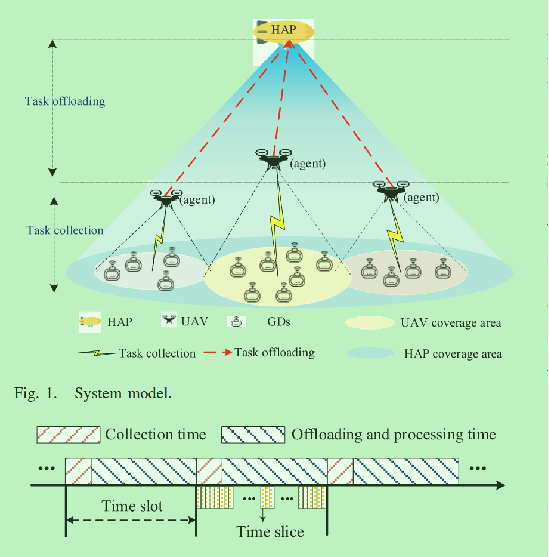 HAP
Task offloading
(agent)
(agent)
(agent)
Task collection
HAP UAV GDs UAV coverage area
Task collection Task offloading HAP coverage area
Fig. 1. System model.
Collection time Offloading and processing time
••• •••
Time slot ••• •••
Time slice